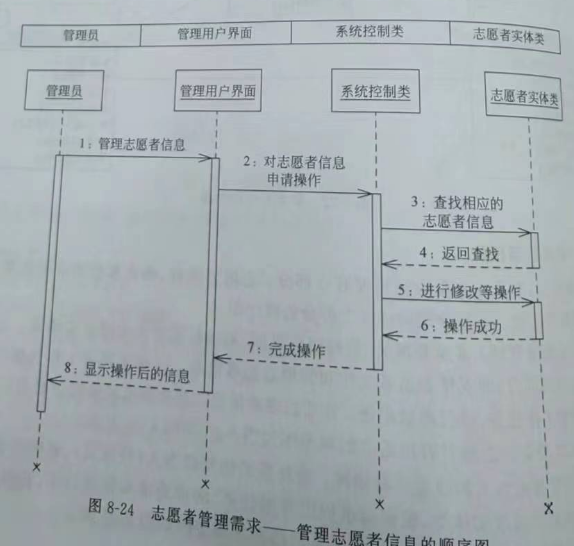 管理员 管理用户界面 系统控制类 志愿者实体类
管理员 管理用户界面 系统控制类 志愿者实体类
1：管理志愿者信息
2：对志愿者信息
申请操作
3：查找相应的
志愿者信息
4：返回查找
5：进行修改等操作
6：操作成功
7：完成操作
8：显示操作后的信息
图 8-24 志愿者管理需求——管理志愿者信息的顺序图